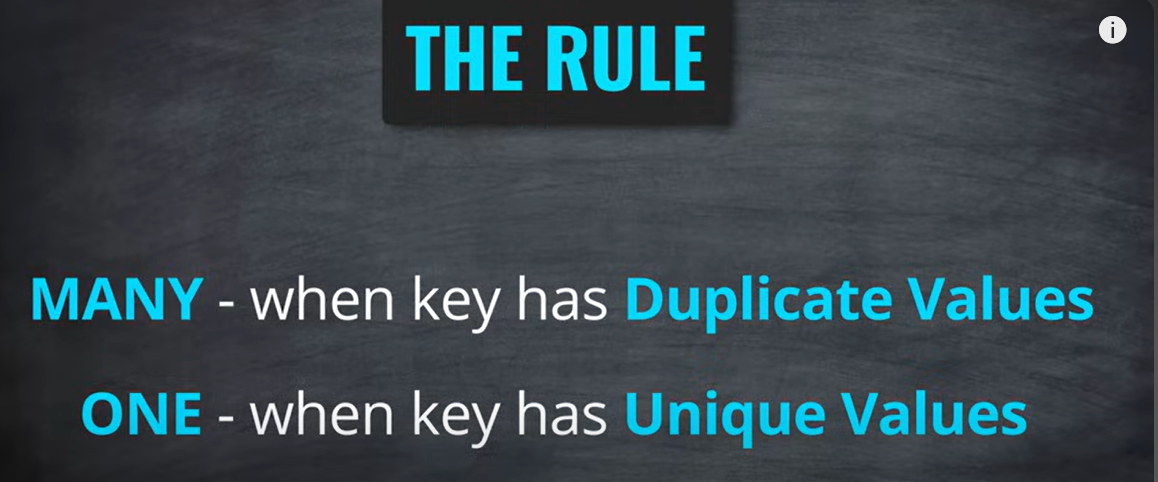 THE RULE
MANY - when key has Duplicate Values
ONE - when key has Unique Values